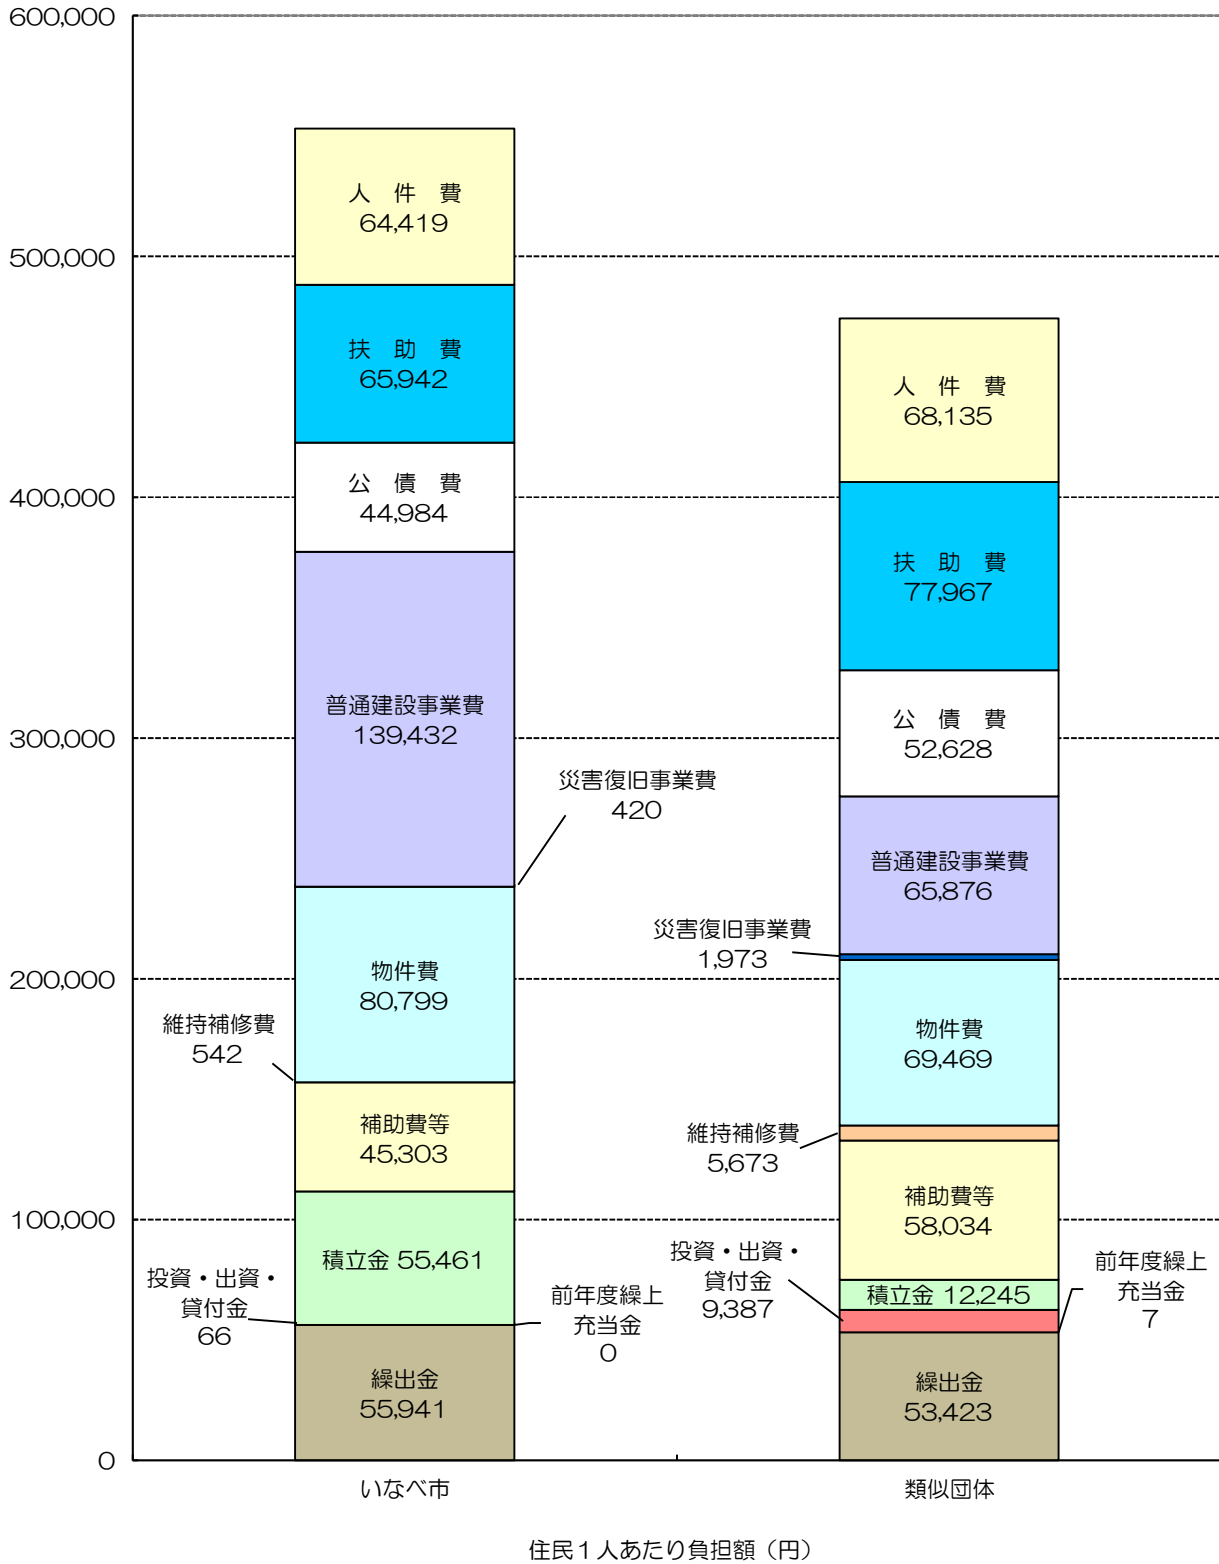 600,000
500,000
400,000
300,000
200,000
100,000
0
人　件　費
64,419
扶　助　費
65,942
公　債　費
44,984
普通建設事業費
139,432
災害復旧事業費
420
物件費
80,799
維持補修費
542
補助費等
45,303
積立金 55,461
投資・出資・
貸付金
66
前年度繰上
充当金
0
繰出金
55,941
人　件　費
68,135
扶　助　費
77,967
公　債　費
52,628
普通建設事業費
65,876
災害復旧事業費
1,973
物件費
69,469
維持補修費
5,673
補助費等
58,034
積立金 12,245
投資・出資・
貸付金
9,387
前年度繰上
充当金
7
繰出金
53,423
いなべ市
類似団体
住民１人あたり負担額（円）